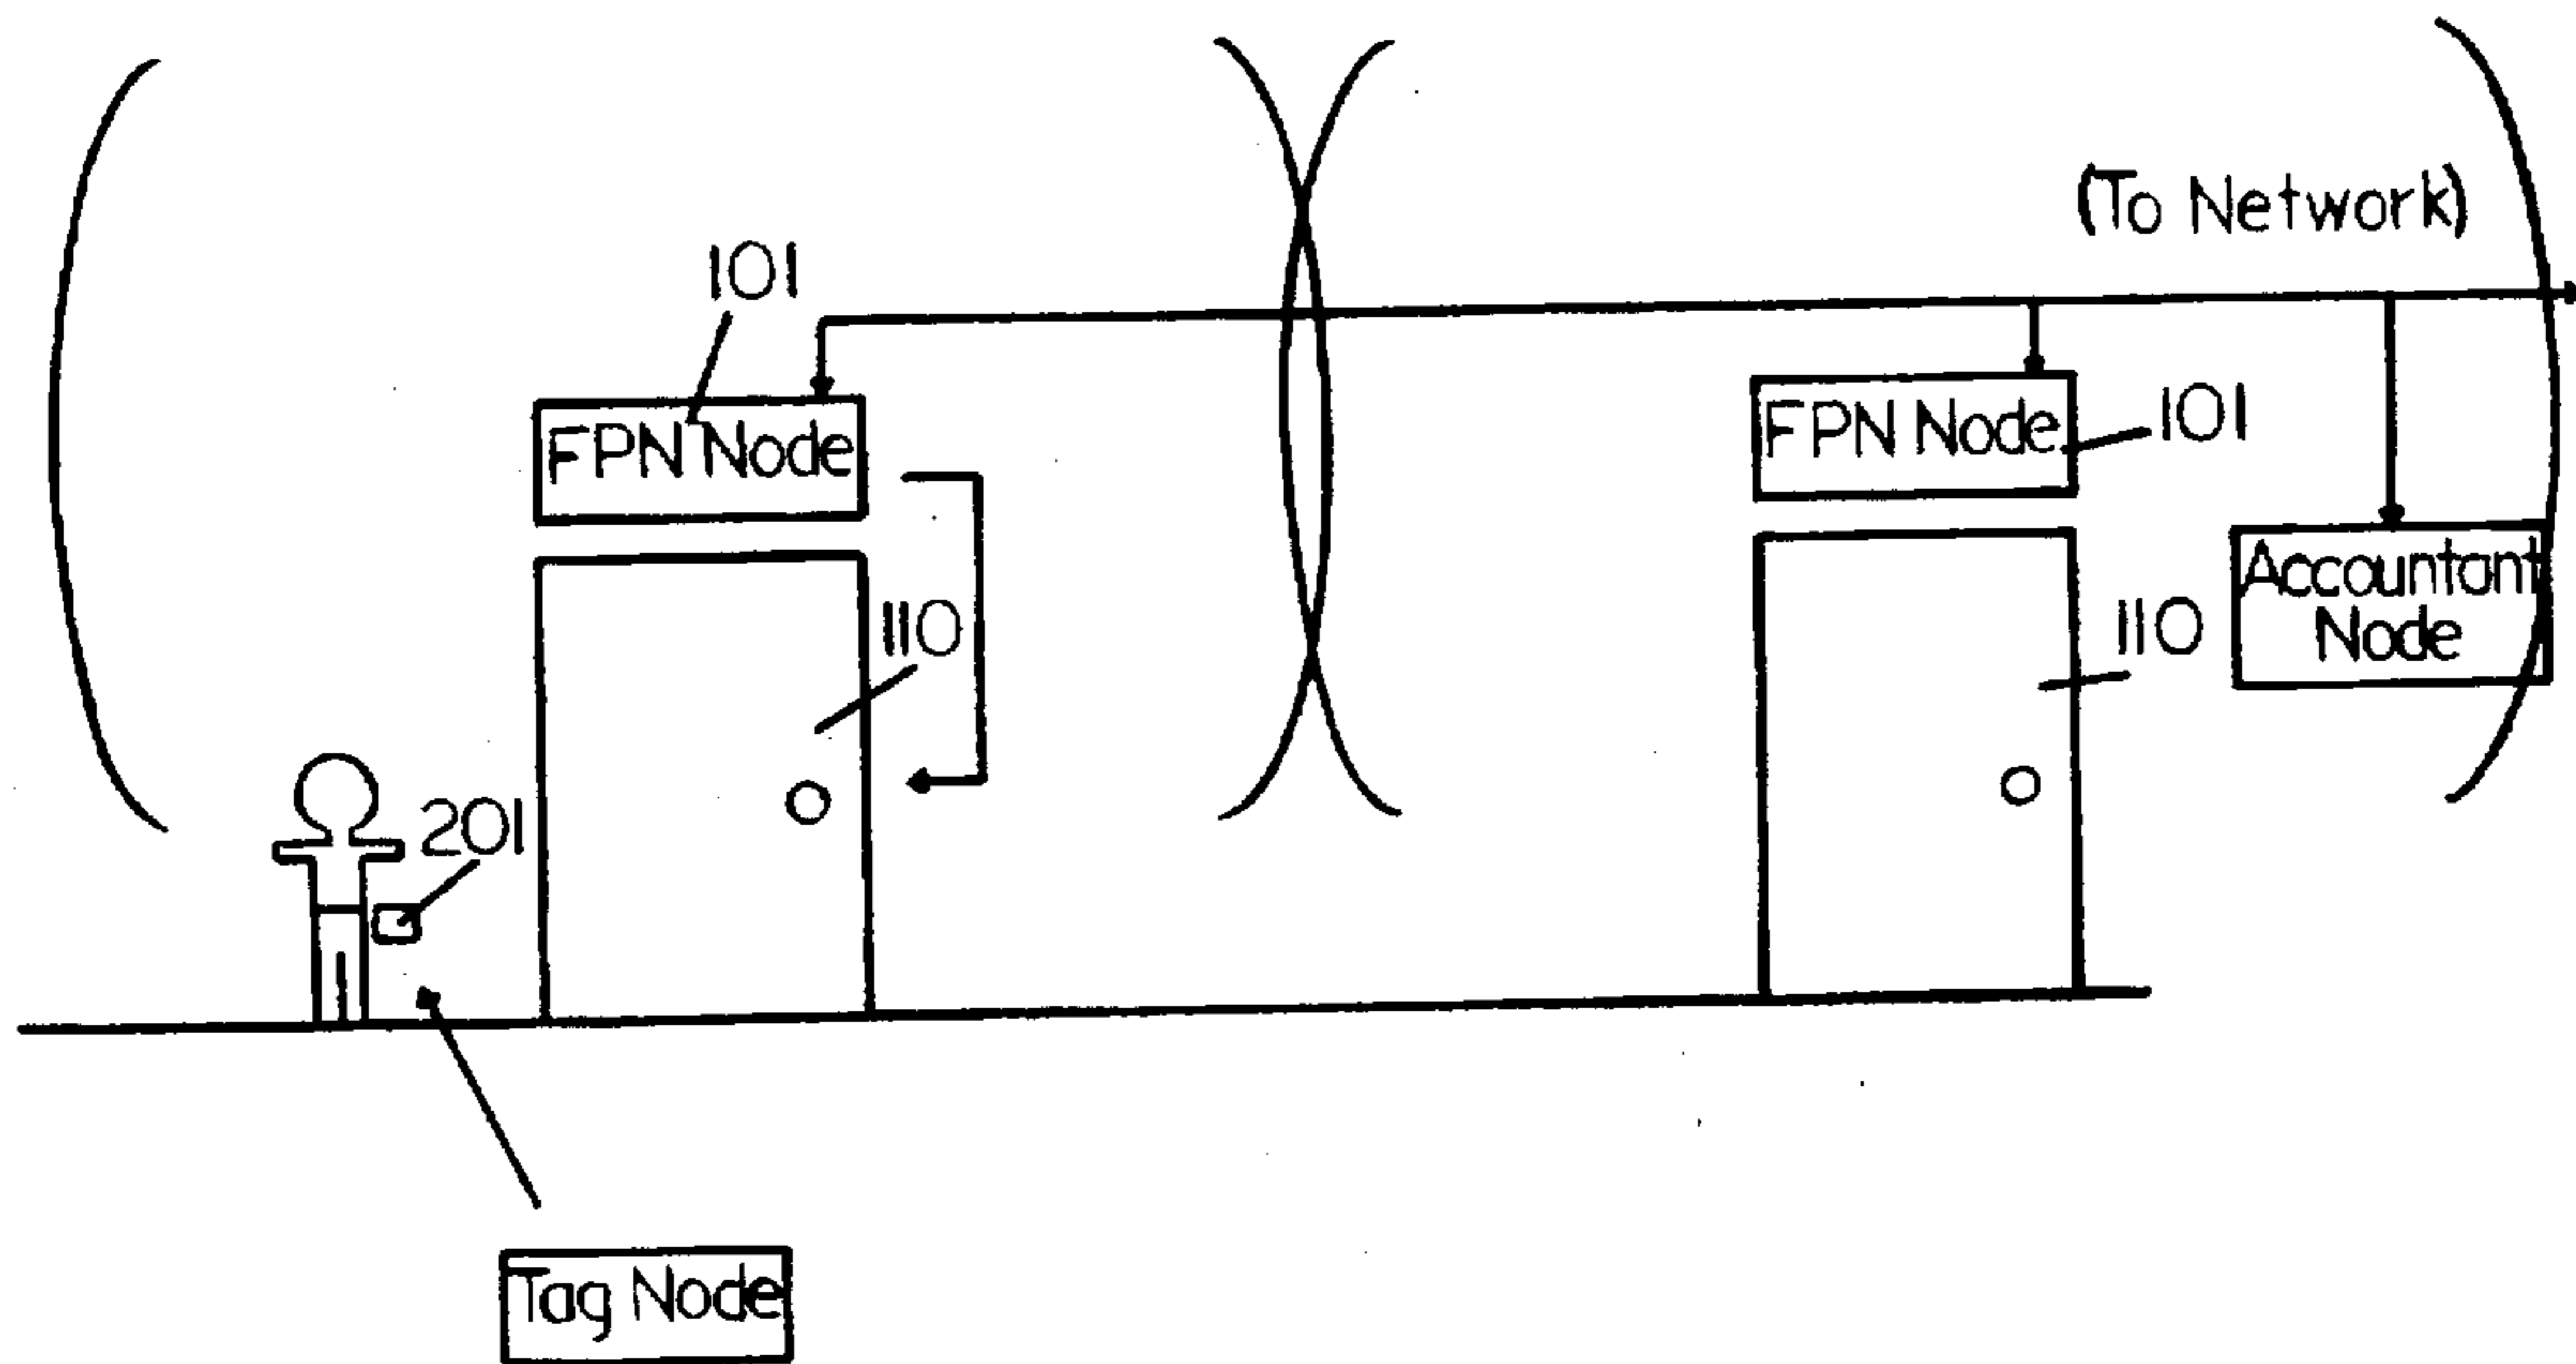 (To Network)
101
FPN Node
FPN Node
101
110
110
Accountant
Node
201
Tag Node